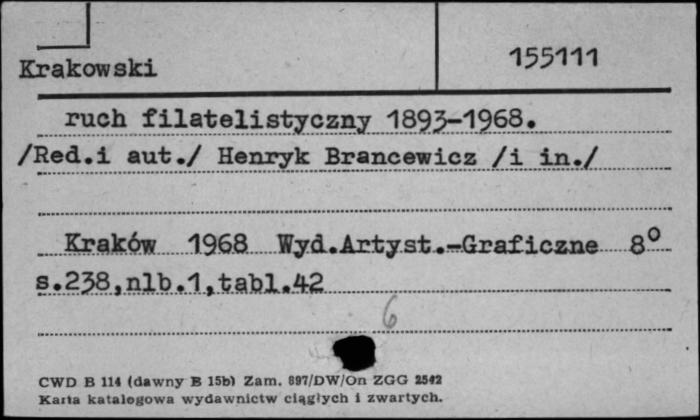 155111
Krakowski
ruch filatelistyczny 1893-1968.
/Red.i aut./ Henryk Brancewicz /i in./
Kraków 1968 Wyd.Artyst.-Graficzne 8°
s.238,nlb.1,tabl.42
6
CWD B 114 (dawny B 15b) Zam. 897/DW/On ZGG 2542
Karta katalogowa wydawnictw ciągłych i zwartych.